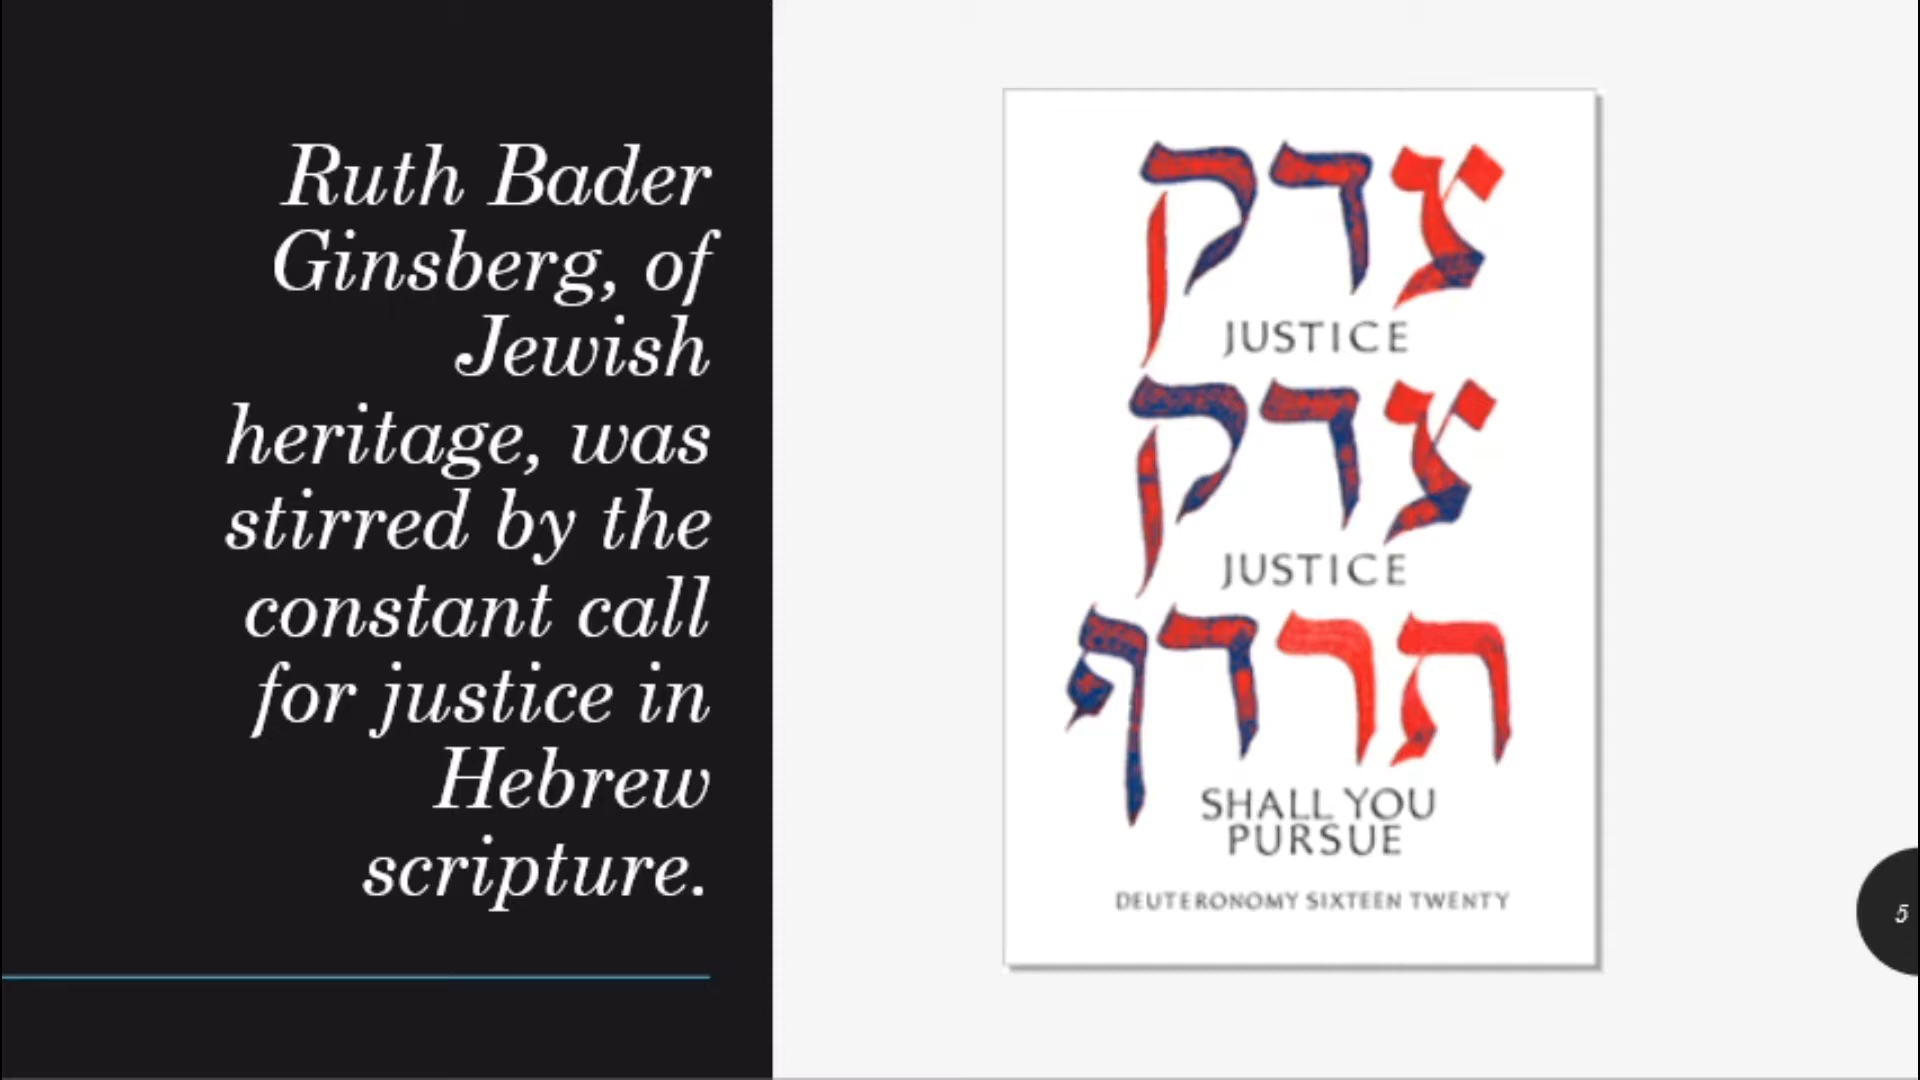 Ruth Bader
Ginsberg, of
Jewish
heritage, was
stirred by the
constant call
for justice in
Hebrew
scripture.
צדק
JUSTICE
צדק
JUSTICE
תרדף
SHALL YOU
PURSUE
DEUTERONOMY SIXTEEN TWENTY
5